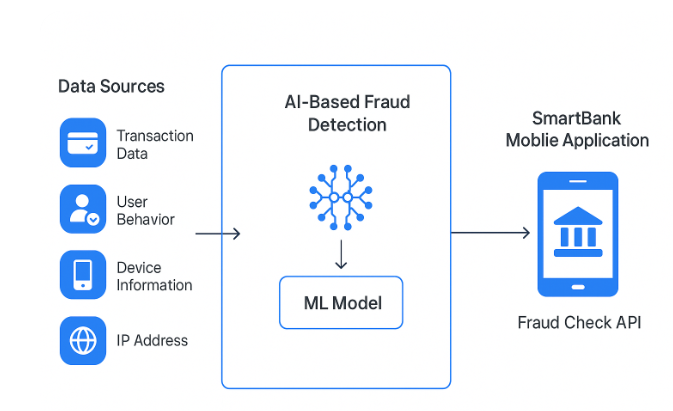 Data Sources
Transaction
Data
User
Behavior
Device
Information
IP Address
AI-Based Fraud
Detection
ML Model
SmartBank
Moblie Application
Fraud Check API